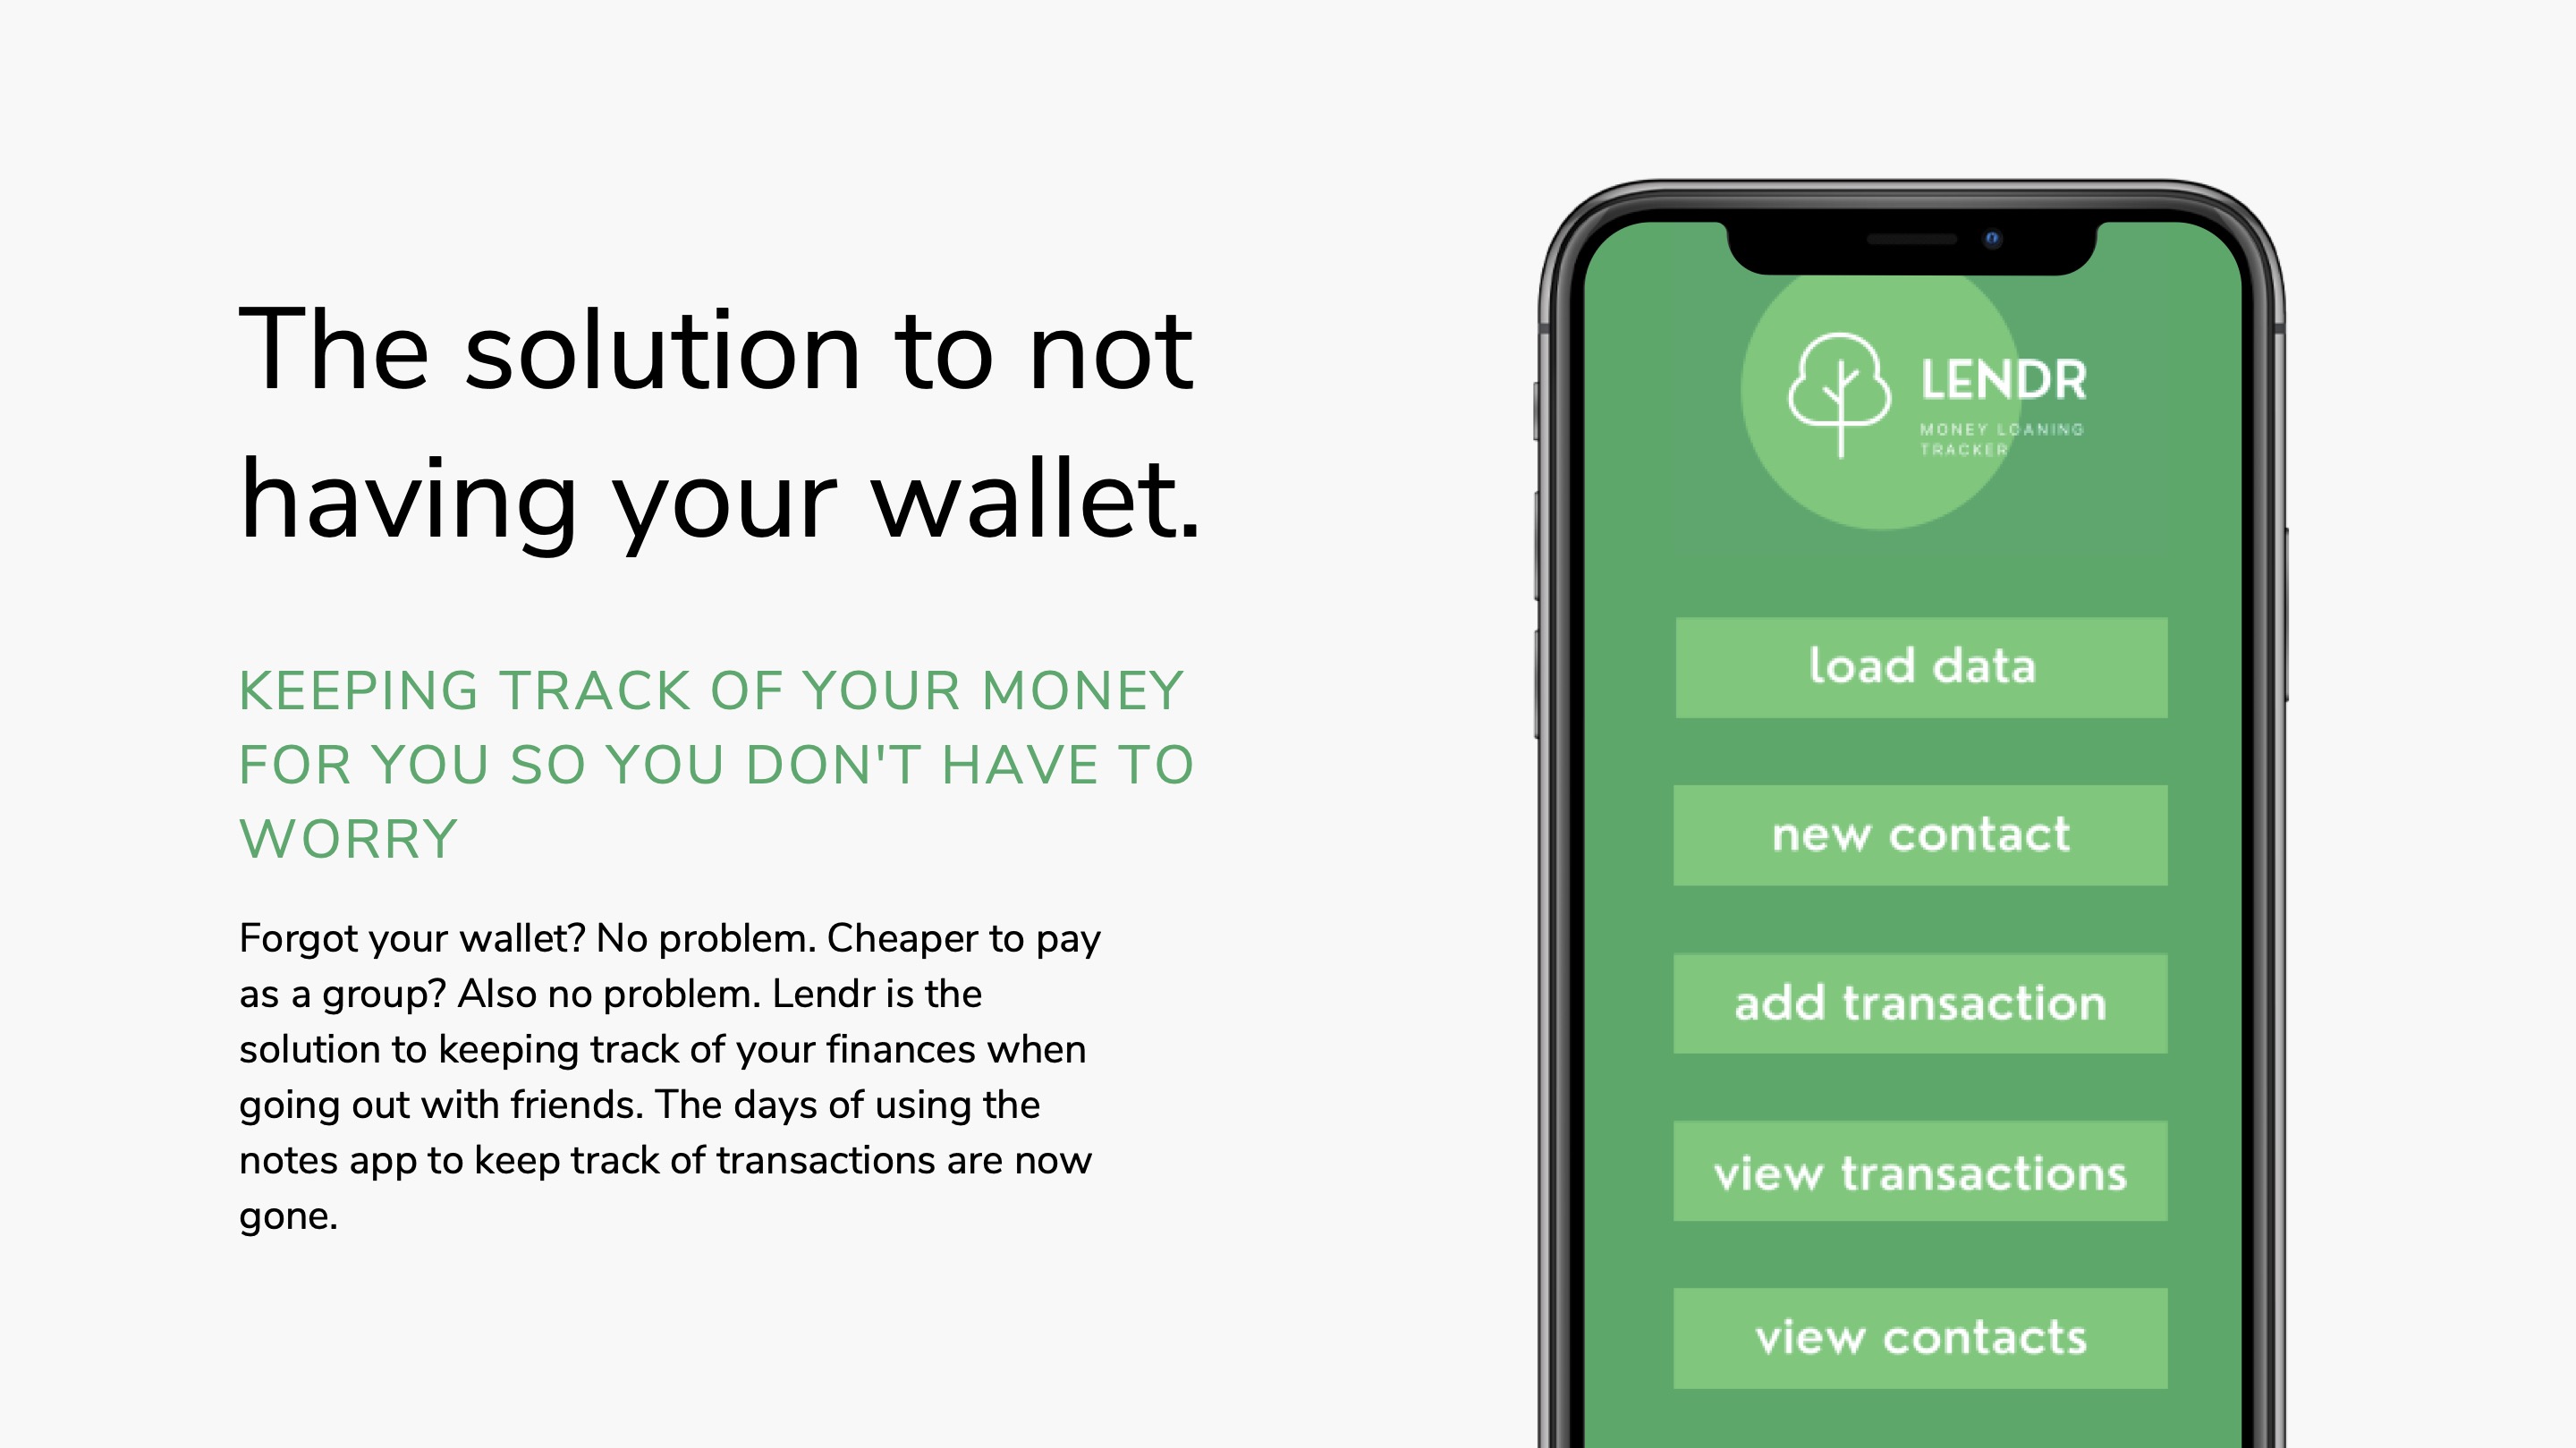 The solution to not
having your wallet.
KEEPING TRACK OF YOUR MONEY
FOR YOU SO YOU DON'T HAVE TO
WORRY
Forgot your wallet? No problem. Cheaper to pay
as a group? Also no problem. Lendr is the
solution to keeping track of your finances when
going out with friends. The days of using the
notes app to keep track of transactions are now
gone.
LENDR
MONEY LOANING
TRACKER
load data
new contact
add transaction
view transactions
view contacts